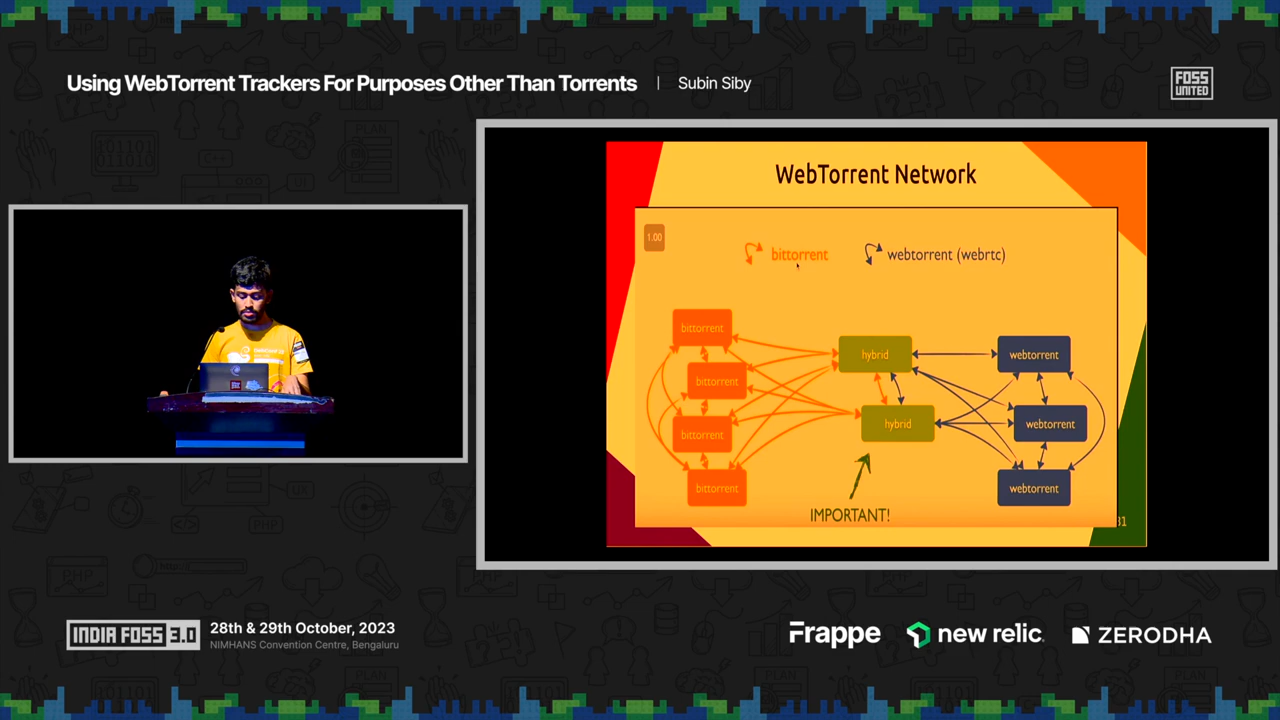 Using WebTorrent Trackers For Purposes Other Than Torrents | Subin Siby
FOSS
UNITED
WebTorrent Network
1.00
bittorrent
webtorrent (webrtc)
bittorrent
hybrid
webtorrent
bittorrent
hybrid
webtorrent
bittorrent
bittorrent
webtorrent
IMPORTANT!
31
INDIA FOSS 3.0
28th & 29th October, 2023
NIMHANS Convention Centre, Bengaluru
Frappe
new relic
ZERODHA